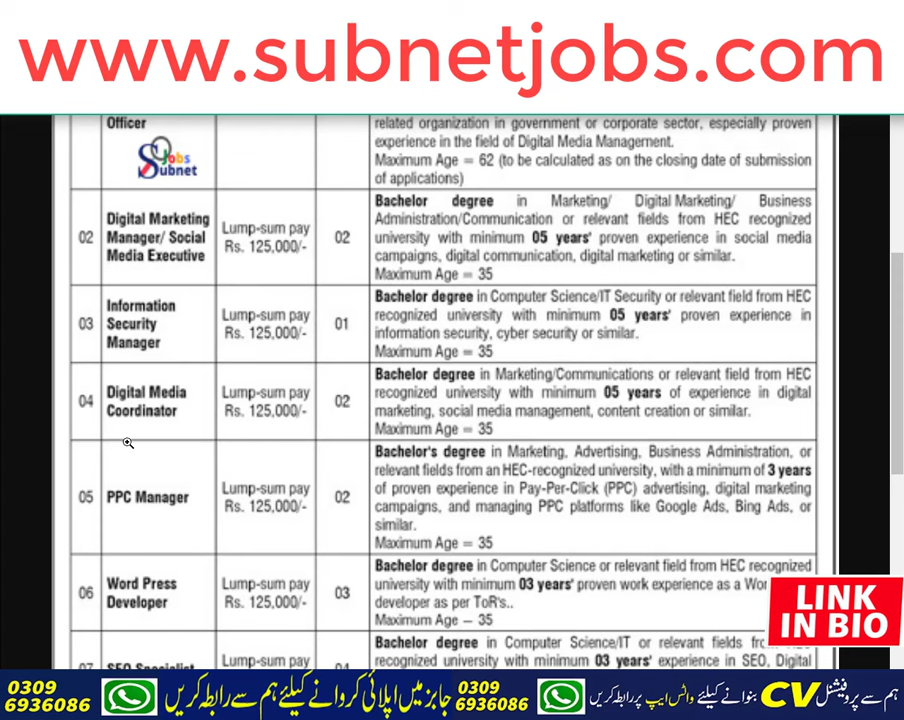 www.subnetjobs.com
Officer
related organization in government or corporate sector, especially proven
experience in the field of Digital Media Management.
Maximum Age = 62 (to be calculated as on the closing date of submission
of applications)
Jobs
Subnet
02
Digital Marketing
Manager/ Social
Media Executive
Lump-sum pay
Rs. 125,000/-
02
Bachelor degree in Marketing/ Digital Marketing/ Business
Administration/Communication or relevant fields from HEC recognized
university with minimum 05 years' proven experience in social media
campaigns, digital communication, digital marketing or similar.
Maximum Age = 35
03
Information
Security
Manager
Lump-sum pay
Rs. 125,000/-
01
Bachelor degree in Computer Science/IT Security or relevant field from HEC
recognized university with minimum 05 years' proven experience in
information security, cyber security or similar.
Maximum Age = 35
04
Digital Media
Coordinator
Lump-sum pay
Rs. 125,000/-
02
Bachelor degree in Marketing/Communications or relevant field from HEC
recognized university with minimum 05 years of experience in digital
marketing, social media management, content creation or similar.
Maximum Age = 35
05
PPC Manager
Lump-sum pay
Rs. 125,000/-
02
Bachelor's degree in Marketing, Advertising, Business Administration, or
relevant fields from an HEC-recognized university, with a minimum of 3 years
of proven experience in Pay-Per-Click (PPC) advertising, digital marketing
campaigns, and managing PPC platforms like Google Ads, Bing Ads, or
similar.
Maximum Age = 35
06
Word Press
Developer
Lump-sum pay
Rs. 125,000/-
03
Bachelor degree in Computer Science or relevant field from HEC recognized
university with minimum 03 years' proven work experience as a Wor
developer as per ToR's..
Maximum Age – 35
07
SEO Specialist
Lump-sum pay
Bachelor degree in Computer Science/IT or relevant fields
recognized university with minimum 03 years' experience in SEO, Digital
LINK
IN BIO
ہم سے پروفیشنل CV بنوانے کیلئے واٹس ایپ پر رابطہ کریں
0309
6936086
جابز میں اپلائی کروانے کیلئے ہم سے رابطہ کریں
0309
6936086